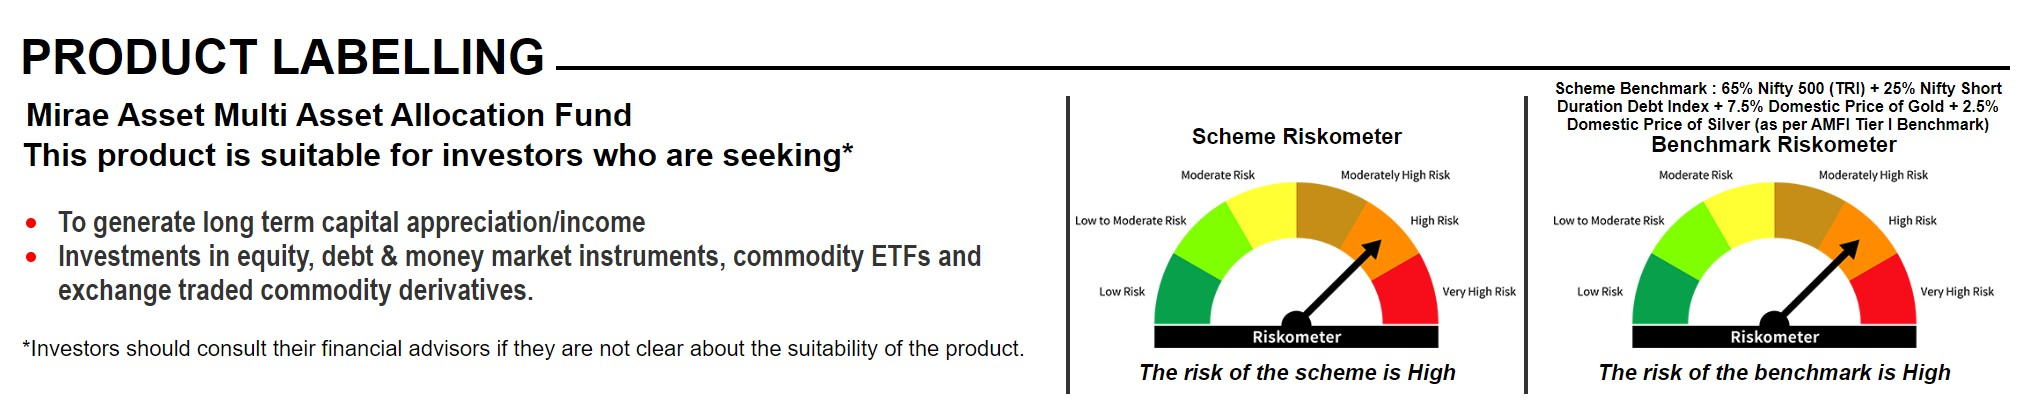 PRODUCT LABELLING
Mirae Asset Multi Asset Allocation Fund
This product is suitable for investors who are seeking*
• To generate long term capital appreciation/income
• Investments in equity, debt & money market instruments, commodity ETFs and
exchange traded commodity derivatives.
*Investors should consult their financial advisors if they are not clear about the suitability of the product.
Scheme Riskometer
Moderate Risk
Moderately High Risk
Low to Moderate Risk
High Risk
Low Risk
Very High Risk
Riskometer
The risk of the scheme is High
Scheme Benchmark : 65% Nifty 500 (TRI) + 25% Nifty Short
Duration Debt Index + 7.5% Domestic Price of Gold + 2.5%
Domestic Price of Silver (as per AMFI Tier I Benchmark)
Benchmark Riskometer
Moderate Risk
Moderately High Risk
Low to Moderate Risk
High Risk
Low Risk
Very High Risk
Riskometer
The risk of the benchmark is High